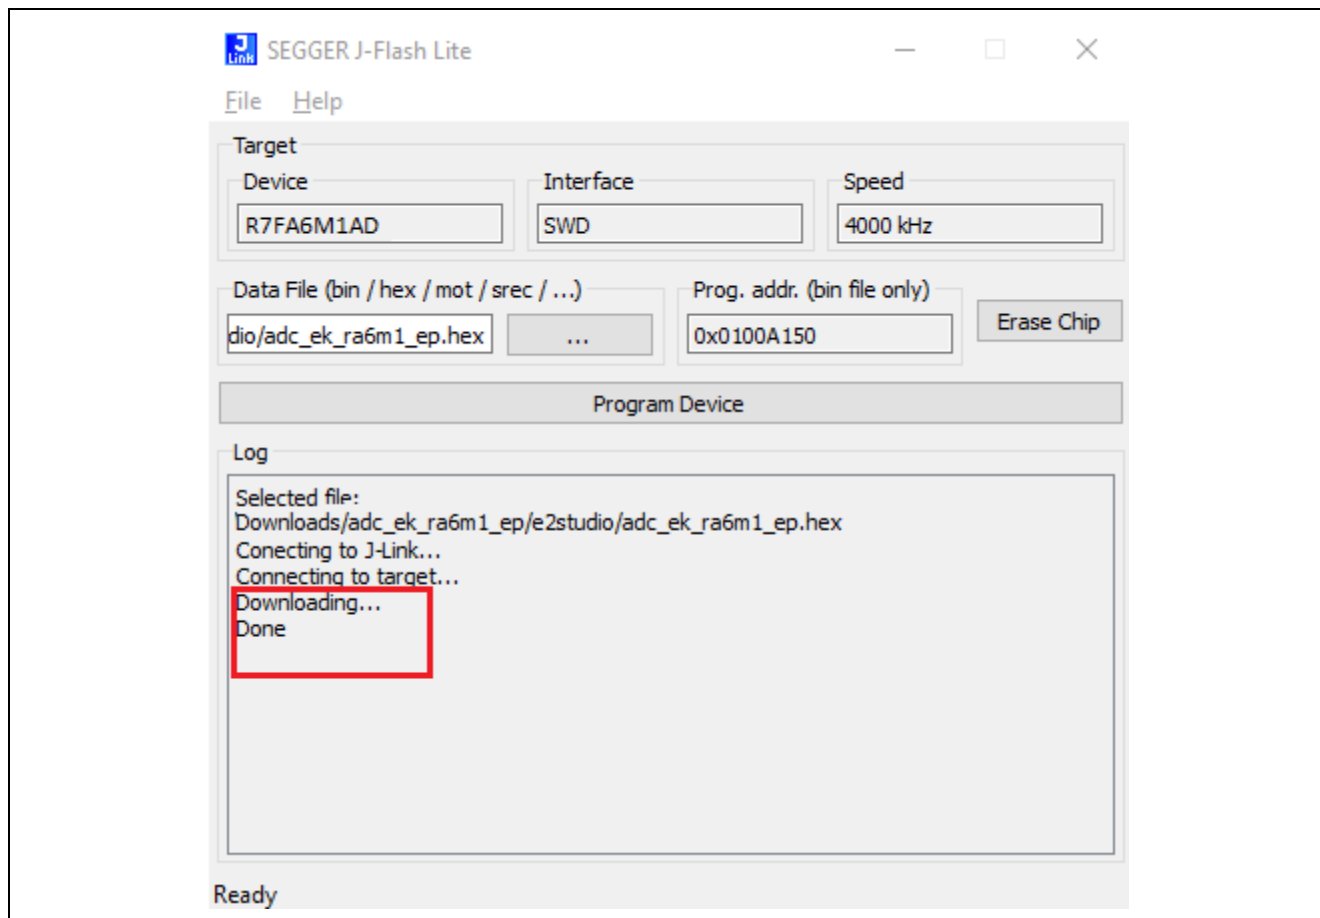 J
Link
SEGGER J-Flash Lite
File Help
Target
Device Interface Speed
R7FA6M1AD SWD 4000 kHz
Data File (bin / hex / mot / srec / ...) Prog. addr. (bin file only)
dio/adc_ek_ra6m1_ep.hex ... 0x0100A150 Erase Chip
Program Device
Log
Selected file:
Downloads/adc_ek_ra6m1_ep/e2studio/adc_ek_ra6m1_ep.hex
Conecting to J-Link...
Connecting to target...
Downloading...
Done
Ready